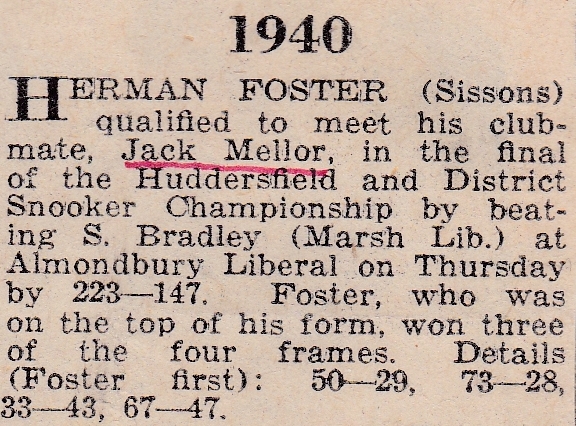 1940
HERMAN FOSTER (Sissons)
qualified to meet his club-
mate, Jack Mellor, in the final
of the Huddersfield and District
Snooker Championship by beat-
ing S. Bradley (Marsh Lib.) at
Almondbury Liberal on Thursday
by 223—147. Foster, who was
on the top of his form, won three
of the four frames. Details
(Foster first): 50—29, 73—28,
33—43, 67—47.